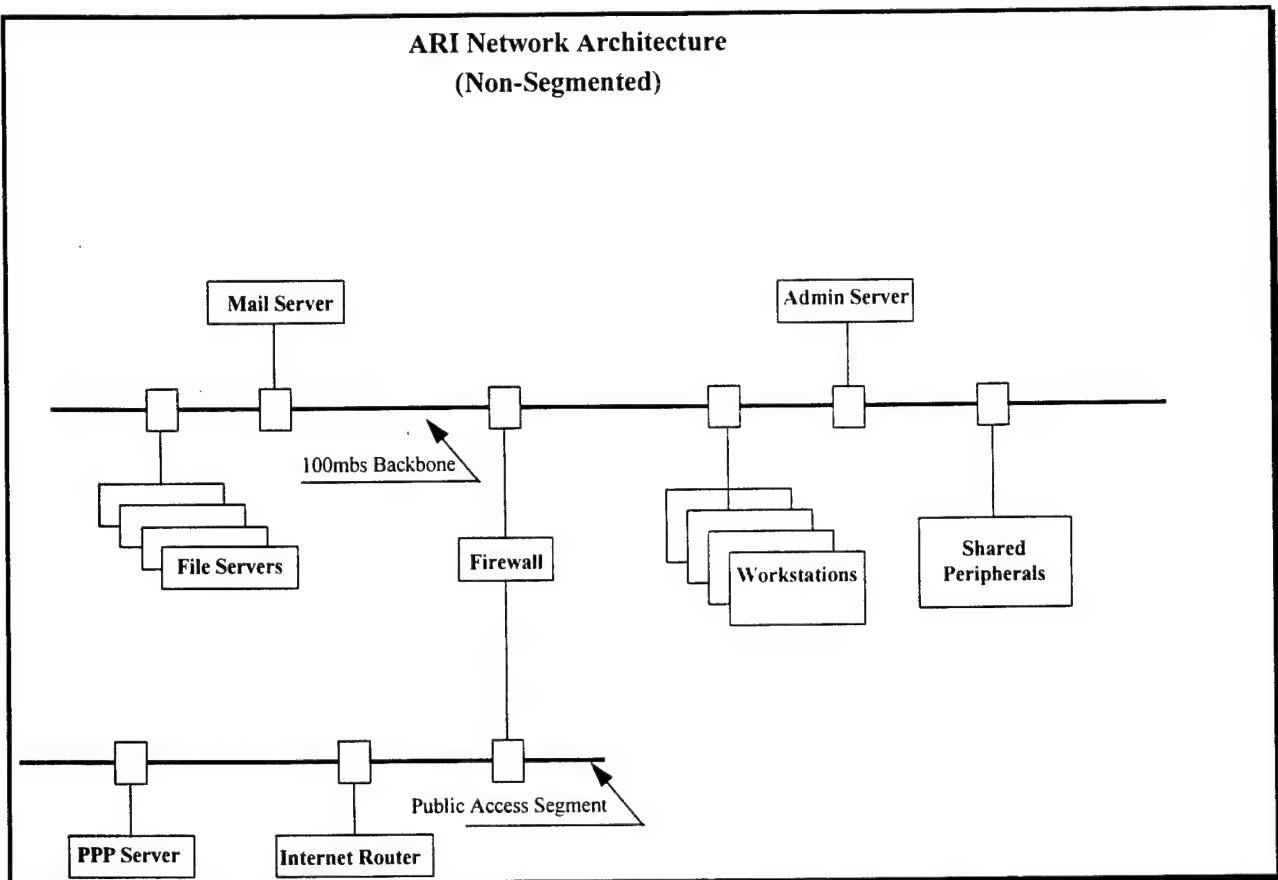 ARI Network Architecture
(Non-Segmented)
Mail Server
Admin Server
100mbs Backbone
File Servers
Firewall
Workstations
Shared
Peripherals
Public Access Segment
PPP Server
Internet Router